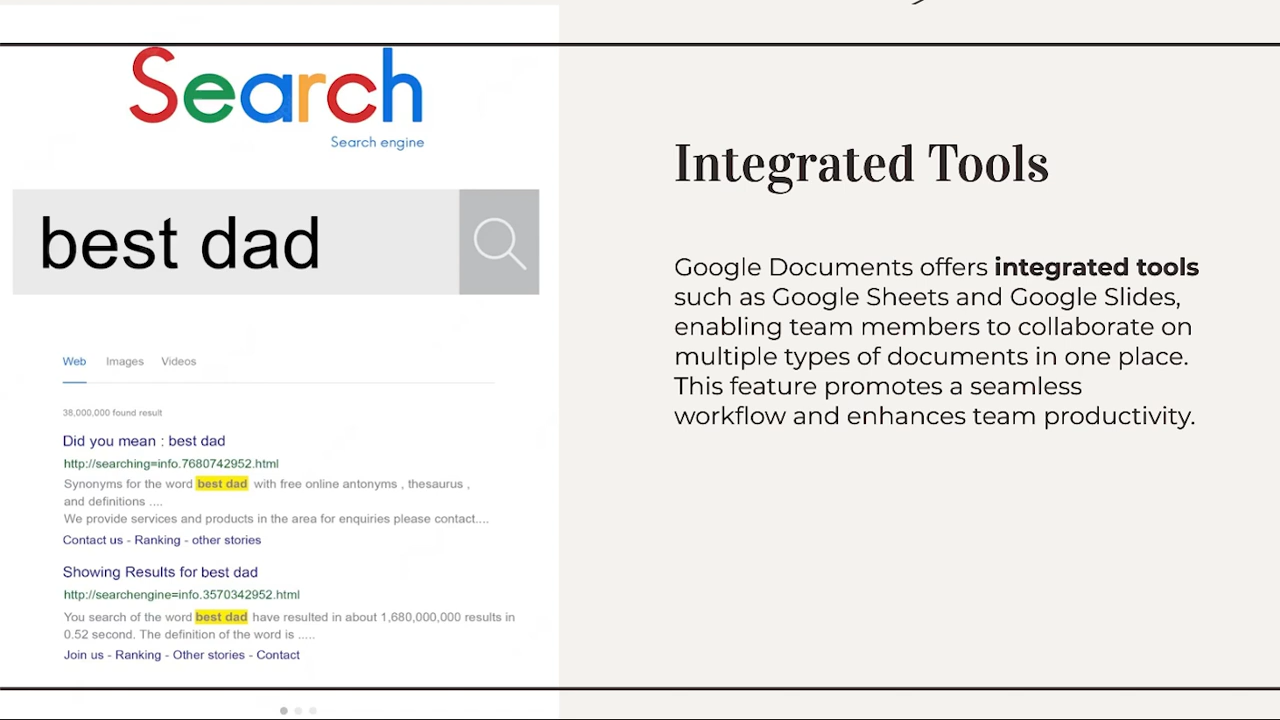 Search
Search engine
best dad
Web Images Videos
38,000,000 found result
Did you mean : best dad
http://searching=info.7680742952.html
Synonyms for the word best dad with free online antonyms , thesaurus ,
and definitions ....
We provide services and products in the area for enquiries please contact....
Contact us - Ranking - other stories
Showing Results for best dad
http://searchengine=info.3570342952.html
You search of the word best dad have resulted in about 1,680,000,000 results in
0.52 second. The definition of the word is .....
Join us - Ranking - Other stories - Contact
Integrated Tools
Google Documents offers integrated tools
such as Google Sheets and Google Slides,
enabling team members to collaborate on
multiple types of documents in one place.
This feature promotes a seamless
workflow and enhances team productivity.